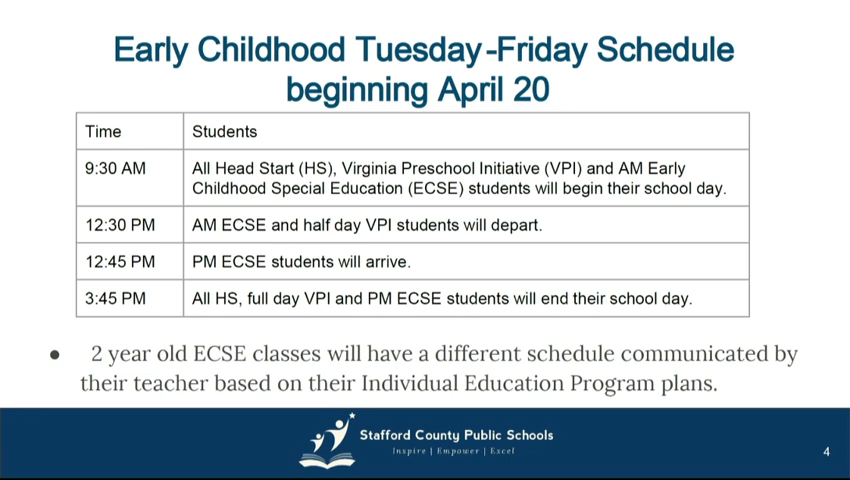 Early Childhood Tuesday-Friday Schedule
beginning April 20
Time Students
9:30 AM All Head Start (HS), Virginia Preschool Initiative (VPI) and AM Early
Childhood Special Education (ECSE) students will begin their school day.
12:30 PM AM ECSE and half day VPI students will depart.
12:45 PM PM ECSE students will arrive.
3:45 PM All HS, full day VPI and PM ECSE students will end their school day.
● 2 year old ECSE classes will have a different schedule communicated by
their teacher based on their Individual Education Program plans.
Stafford County Public Schools
Inspire | Empower | Excel
4